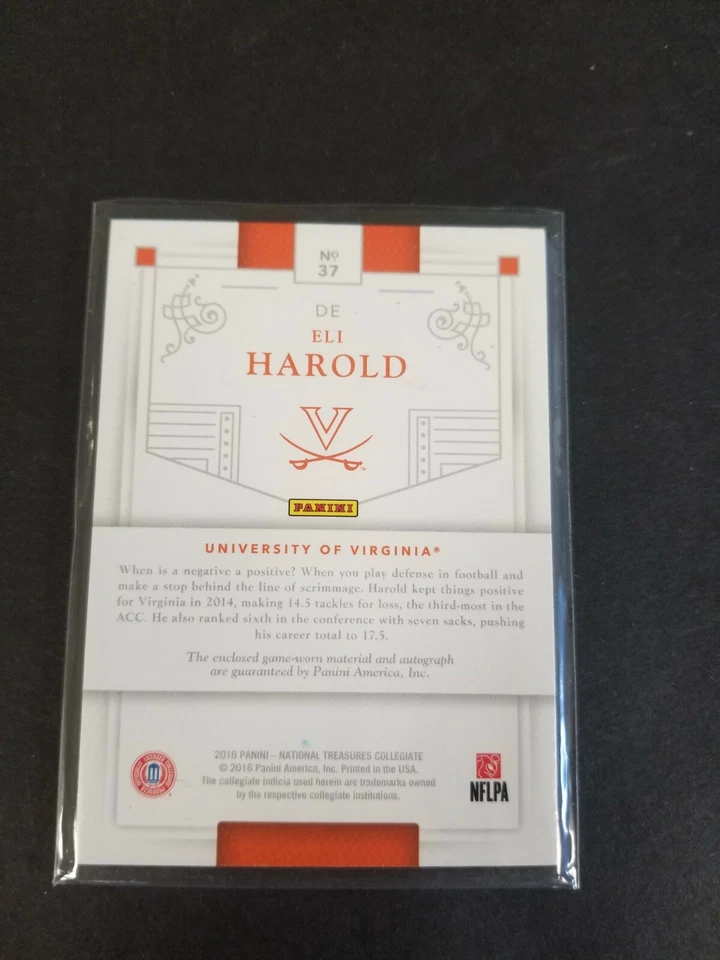 Nº
37
DE
ELI
HAROLD
V
™
PANINI
UNIVERSITY OF VIRGINIA®
When is a negative a positive? When you play defense in football and
make a stop behind the line of scrimmage. Harold kept things positive
for Virginia in 2014, making 14.5 tackles for loss, the third-most in the
ACC. He also ranked sixth in the conference with seven sacks, pushing
his career total to 17.5.
The enclosed game-worn material and autograph
are guaranteed by Panini America, Inc.
2016 PANINI – NATIONAL TREASURES COLLEGIATE
© 2016 Panini America, Inc. Printed in the USA.
The collegiate indicia used herein are trademarks owned
by the respective collegiate institutions.
NFLPA